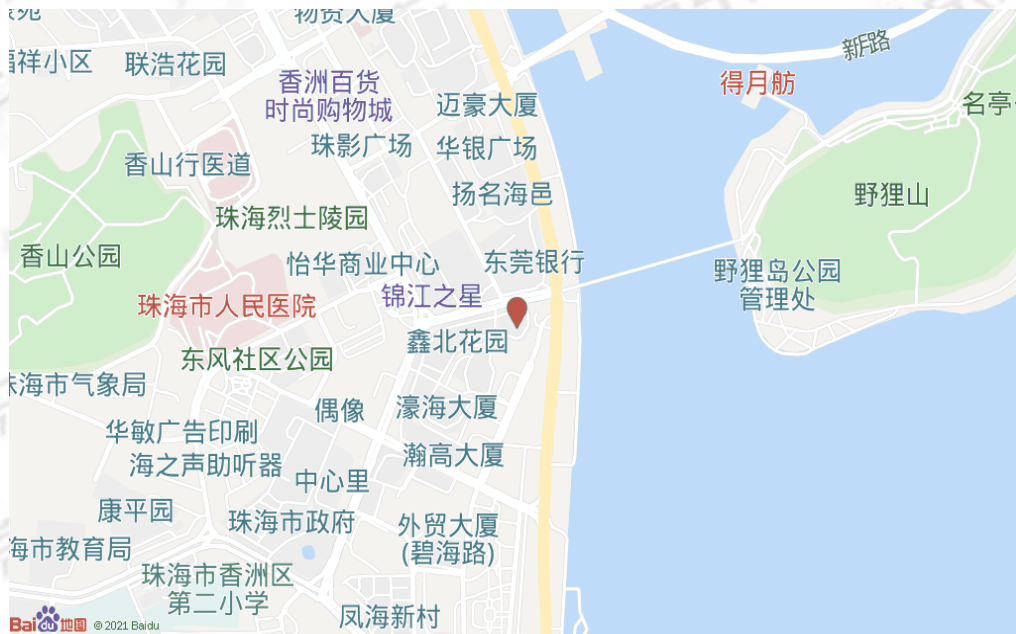 物贸大厦
新路
福祥小区
联浩花园
香洲百货
时尚购物城
得月舫
迈豪大厦
名亭
珠影广场
华银广场
香山行医道
扬名海邑
野狸山
珠海烈士陵园
香山公园
怡华商业中心
东莞银行
野狸岛公园
管理处
锦江之星
珠海市人民医院
鑫北花园
东风社区公园
珠海市气象局
偶像
濠海大厦
华敏广告印刷
瀚高大厦
海之声助听器
中心里
康平园
珠海市政府
外贸大厦
(碧海路)
海市教育局
珠海市香洲区
第二小学
凤海新村
Bai du 地图 © 2021 Baidu